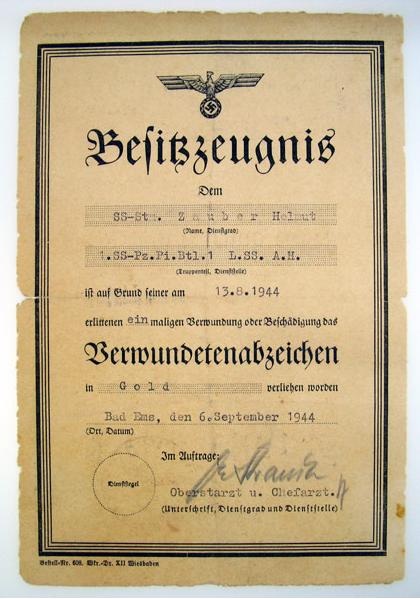 Besitzzeugnis
Dem
SS-Stm. Zauber Helmut
(Name, Dienstgrad)
1.SS-Pz.Pi.Btl.1 L.SS. A.H.
(Truppenteil, Dienststelle)
ist auf Grund seiner am 13.8.1944
erlittenen ein maligen Verwundung oder Beschädigung das
Verwundetenabzeichen
in Gold verliehen worden
Bad Ems, den 6.September 1944
(Ort, Datum)
Im Auftrage:
Dienstsiegel
Oberstarzt u. Chefarzt.
(Unterschrift, Dienstgrad und Dienststelle)
Bestell-Nr. 608. Wkr.-Dr. XII Wiesbaden